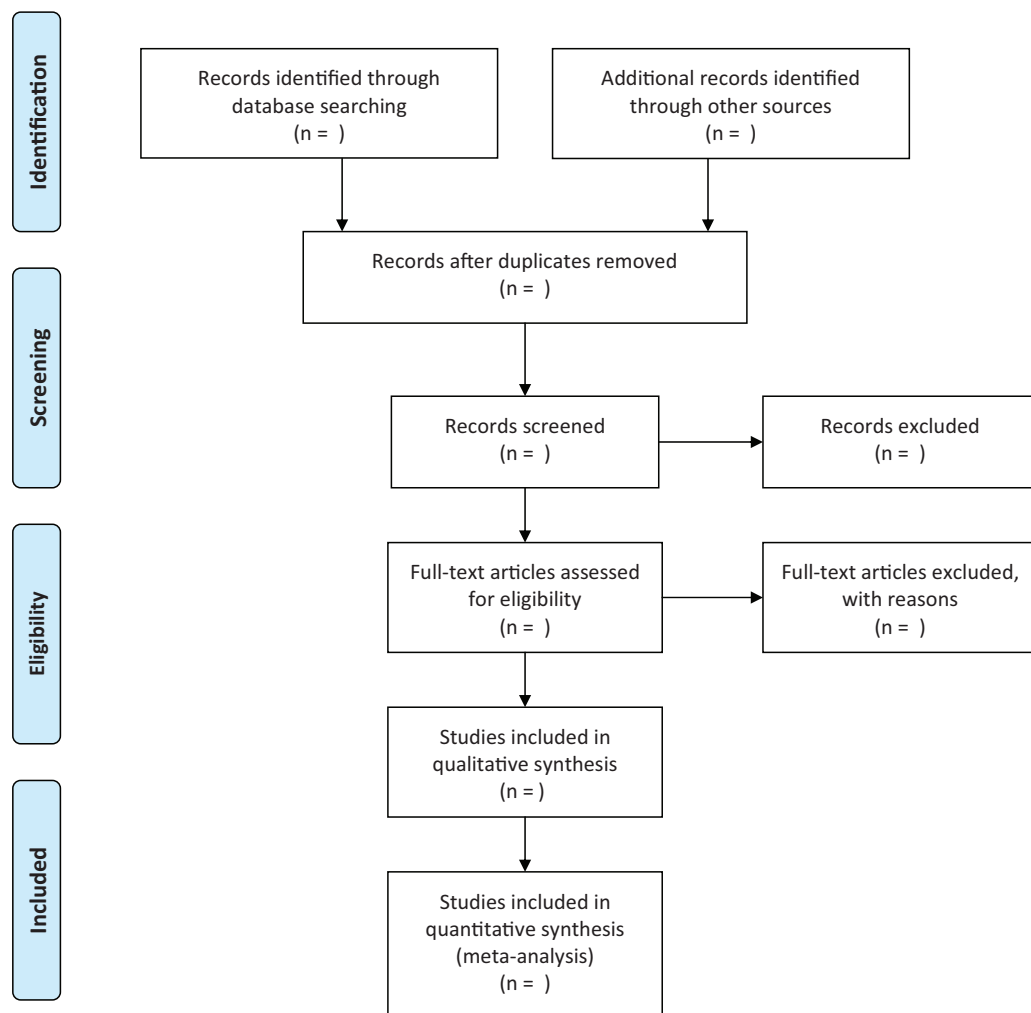 Identification
Records identified through
database searching
(n =  )
Additional records identified
through other sources
(n =  )
Records after duplicates removed
(n =  )
Screening
Records screened
(n =  )
Records excluded
(n =  )
Eligibility
Full-text articles assessed
for eligibility
(n =  )
Full-text articles excluded,
with reasons
(n =  )
Studies included in
qualitative synthesis
(n = )
Included
Studies included in
quantitative synthesis
(meta-analysis)
(n =  )